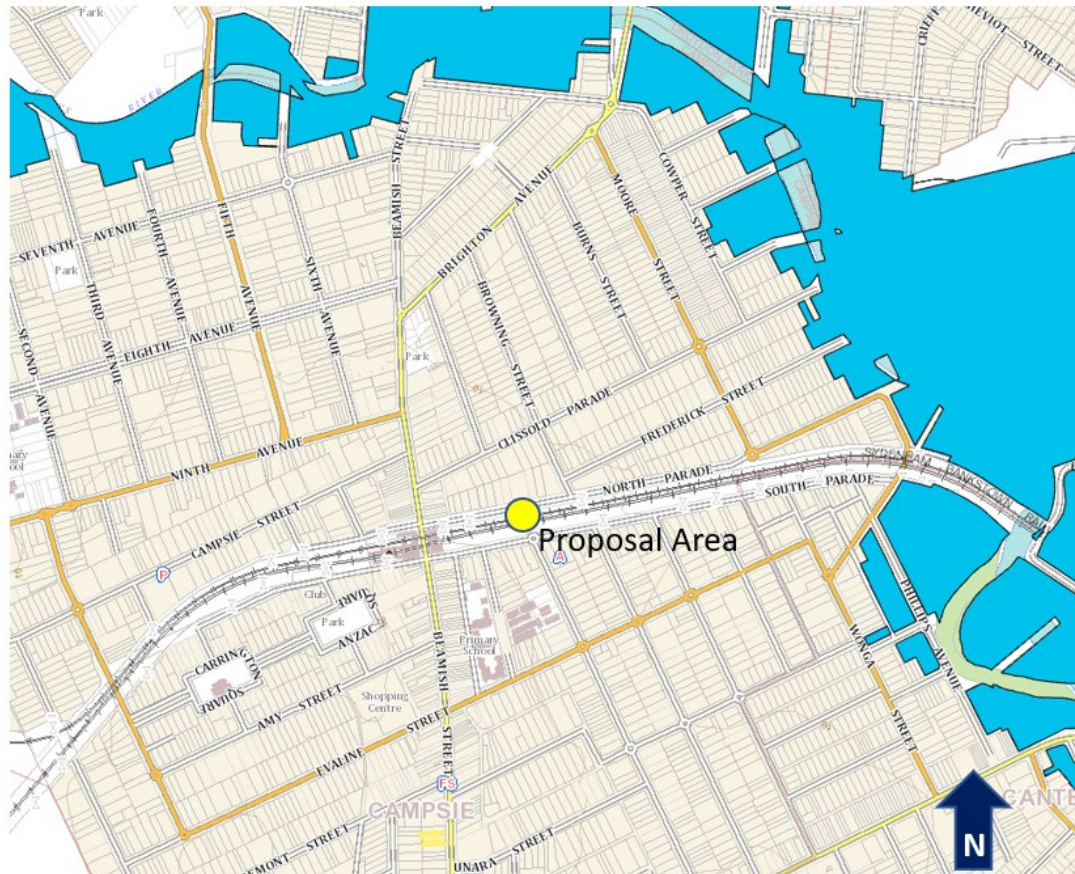 Park
RIVER
CHEVIOT STREET
COWPER STREET
BEAMISH STREET
BRIGHTON AVENUE
MOORE STREET
BURNS STREET
BROWNING STREET
FIFTH AVENUE
FOURTH AVENUE
SEVENTH AVENUE
SIXTH AVENUE
Park
THIRD AVENUE
SECOND AVENUE
EIGHTH AVENUE
Park
CLISSOLD PARADE
FREDERICK STREET
NINTH AVENUE
NORTH PARADE
SOUTH PARADE
SYDENHAM BANKSTOWN
CAMPSIE STREET
Proposal Area
P
A
Club
Park
ANZAC SQUARE
CARRINGTON SQUARE
AMY STREET
Primary School
Shopping Centre
BEAMISH STREET
EVALINE STREET
WONGA STREET
PHILLIPS AVENUE
FS
CAMPSIE
UNARA STREET
N